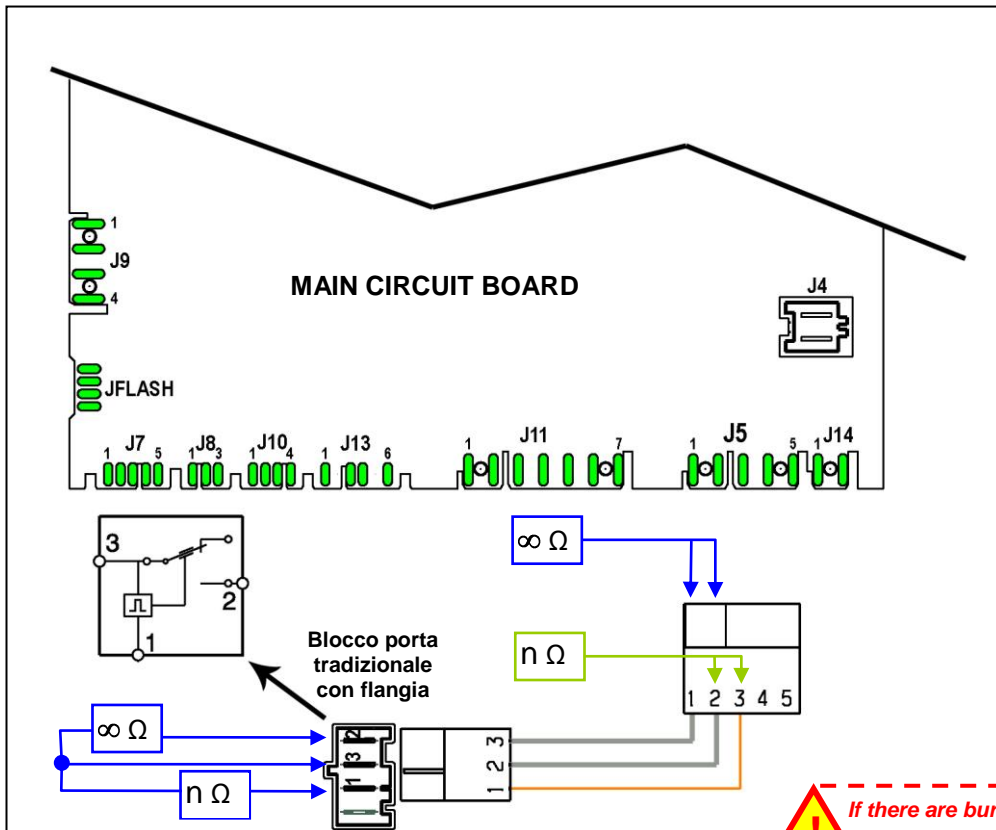 1
J9
4
MAIN CIRCUIT BOARD
J4
JFLASH
J7
1 5
J8
1 3
J10
1 4
J13
1 6
J11
1 7
J5
1 5
J14
1
3
2
1
∞ Ω
n Ω
1 2 3 4 5
Blocco porta
tradizionale
con flangia
∞ Ω
n Ω
2
3
1
3
2
1
If there are bur
!